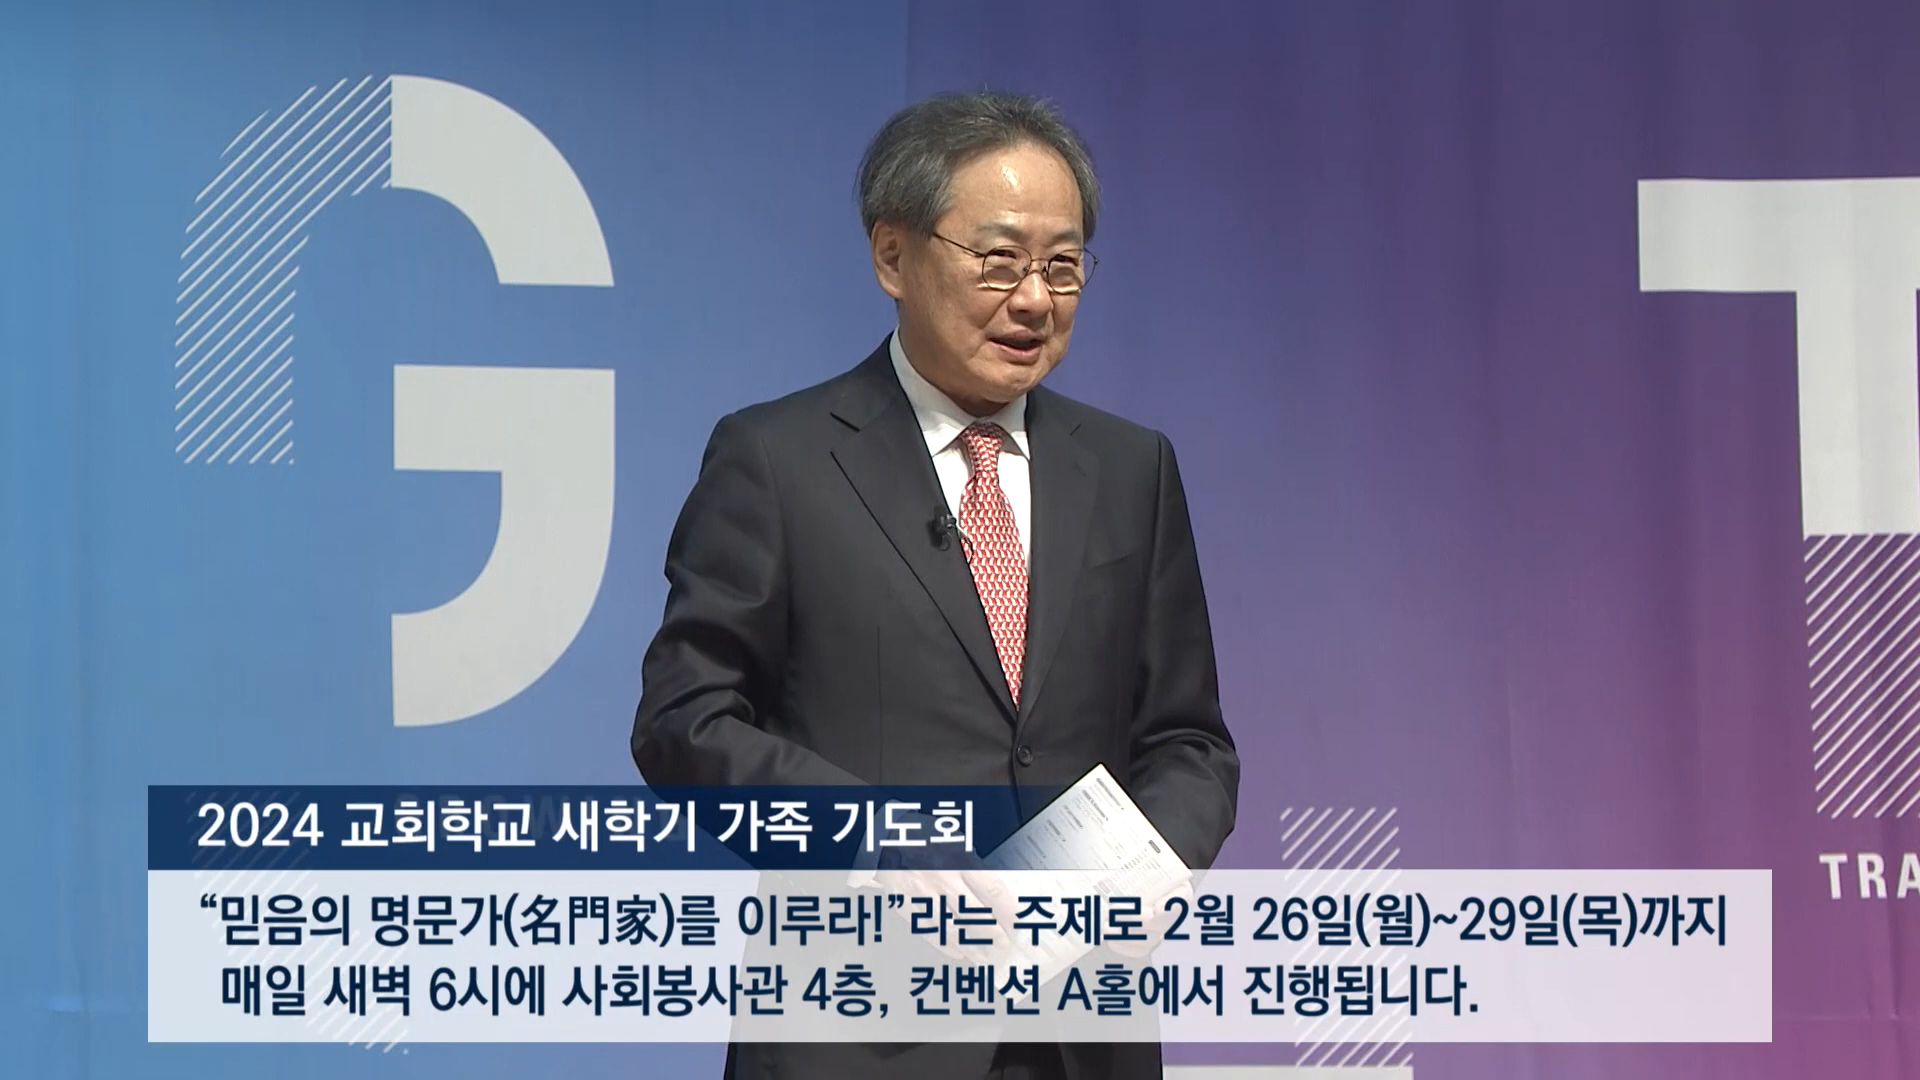 G
T
TRA
2024 교회학교 새학기 가족 기도회
“믿음의 명문가(名門家)를 이루라!”라는 주제로 2월 26일(월)~29일(목)까지
매일 새벽 6시에 사회봉사관 4층, 컨벤션 A홀에서 진행됩니다.